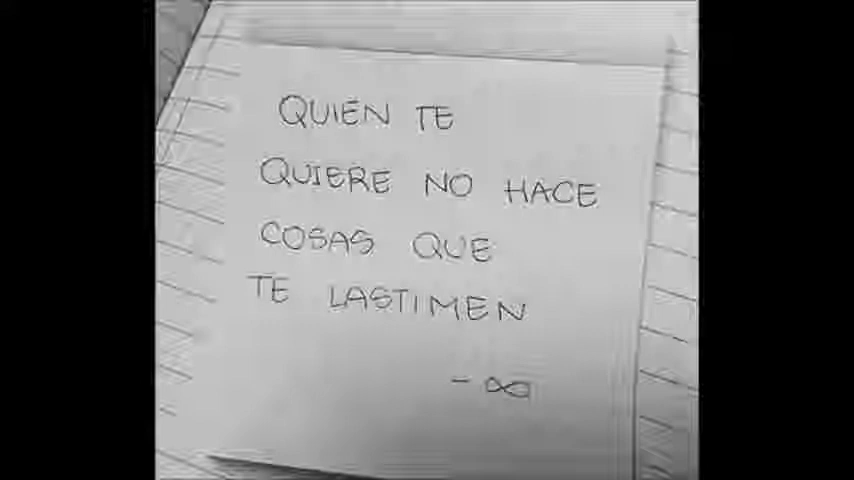 QUIEN TE
QUIERE NO HACE
COSAS QUE
TE LASTIMEN
- ∞